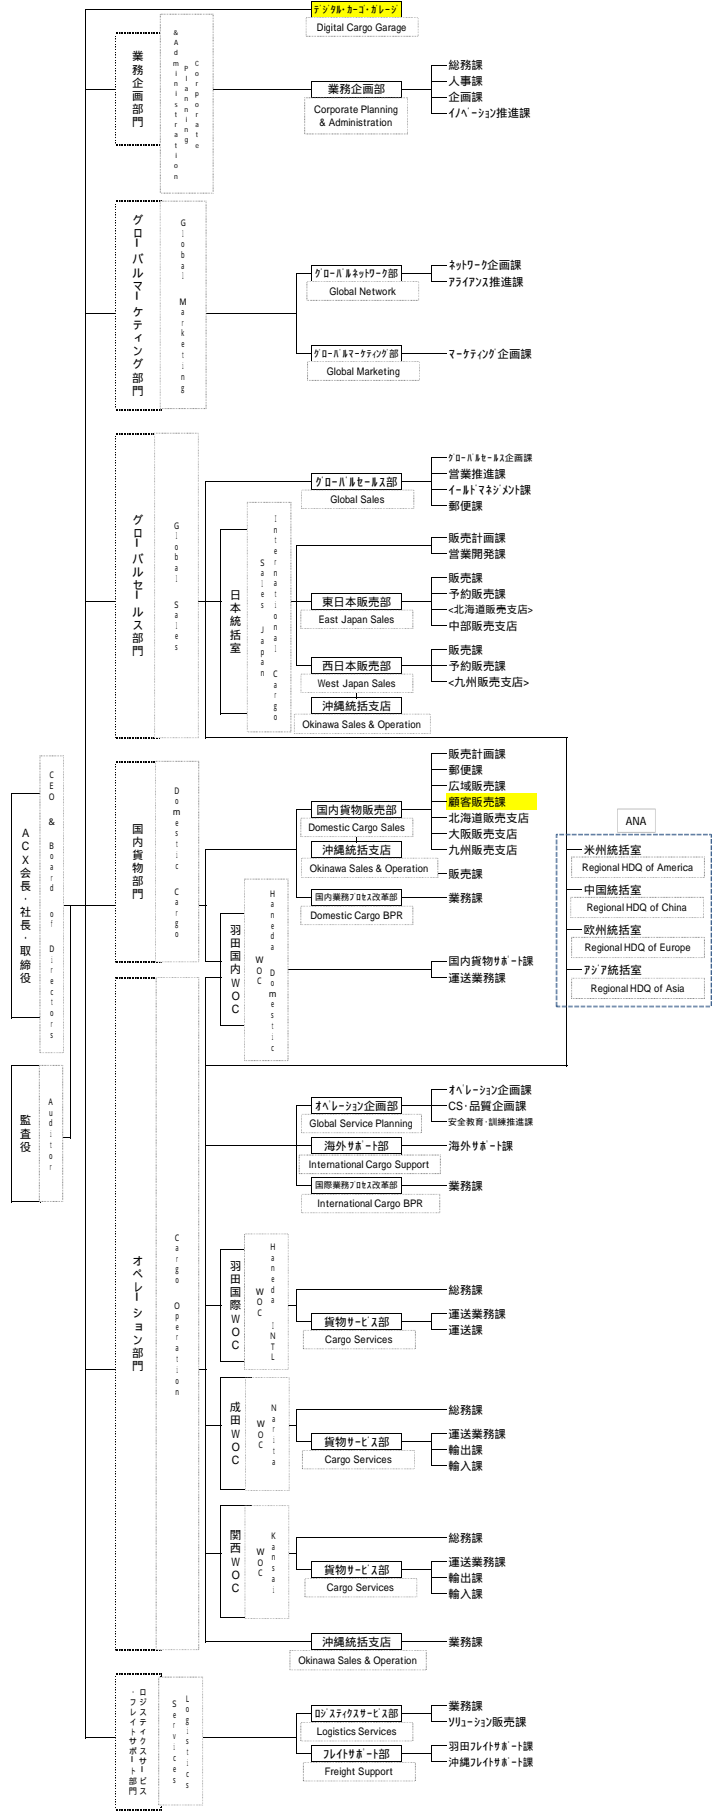 ﾃﾞｼﾞﾀﾙ･ｶｰｺﾞ･ｶﾞﾚｰｼﾞ
Digital Cargo Garage
業務企画部門
Corporate
Planning
&Administration
業務企画部
Corporate Planning
& Administration
総務課
人事課
企画課
ｲﾉﾍﾞｰｼｮﾝ推進課
グローバルマーケティング部門
Global Marketing
ｸﾞﾛｰﾊﾞﾙﾈｯﾄﾜｰｸ部
Global Network
ﾈｯﾄﾜｰｸ企画課
ｱﾗｲｱﾝｽ推進課
ｸﾞﾛｰﾊﾞﾙﾏｰｹﾃｨﾝｸﾞ部
Global Marketing
ﾏｰｹﾃｨﾝｸﾞ企画課
グローバルセールス部門
Global Sales
ｸﾞﾛｰﾊﾞﾙｾｰﾙｽ部
Global Sales
ｸﾞﾛｰﾊﾞﾙｾｰﾙｽ企画課
営業推進課
ｲｰﾙﾄﾞﾏﾈｼﾞﾒﾝﾄ課
郵便課
日本統括室
International Cargo
Sales Japan
販売計画課
営業開発課
東日本販売部
East Japan Sales
販売課
予約販売課
<北海道販売支店>
中部販売支店
西日本販売部
West Japan Sales
販売課
予約販売課
<九州販売支店>
沖縄統括支店
Okinawa Sales & Operation
ACX会長･社長･取締役
CEO & Board of Directors
監査役
Auditor
国内貨物部門
Domestic Cargo
国内貨物販売部
Domestic Cargo Sales
販売計画課
郵便課
広域販売課
顧客販売課
北海道販売支店
大阪販売支店
九州販売支店
沖縄統括支店
Okinawa Sales & Operation
販売課
国内業務ﾌﾟﾛｾｽ改革部
Domestic Cargo BPR
業務課
羽田国内WOC
Haneda Domestic
WOC
国内貨物ｻﾎﾟｰﾄ課
運送業務課
ANA
米州統括室
Regional HDQ of America
中国統括室
Regional HDQ of China
欧州統括室
Regional HDQ of Europe
ｱｼﾞｱ統括室
Regional HDQ of Asia
オペレーション部門
Cargo Operation
ｵﾍﾟﾚｰｼｮﾝ企画部
Global Service Planning
ｵﾍﾟﾚｰｼｮﾝ企画課
CS･品質企画課
安全教育･訓練推進課
海外ｻﾎﾟｰﾄ部
International Cargo Support
海外ｻﾎﾟｰﾄ課
国際業務ﾌﾟﾛｾｽ改革部
International Cargo BPR
業務課
羽田国際WOC
Haneda INTL
WOC
総務課
貨物ｻｰﾋﾞｽ部
Cargo Services
運送業務課
運送課
成田WOC
Narita
WOC
総務課
貨物ｻｰﾋﾞｽ部
Cargo Services
運送業務課
輸出課
輸入課
関西WOC
Kansai
WOC
総務課
貨物ｻｰﾋﾞｽ部
Cargo Services
運送業務課
輸出課
輸入課
沖縄統括支店
Okinawa Sales & Operation
業務課
ロジスティクスサービス
･フレイトサポート部門
Logistics
Services
ﾛｼﾞｽﾃｨｸｽｻｰﾋﾞｽ部
Logistics Services
業務課
ｿﾘｭｰｼｮﾝ販売課
ﾌﾚｲﾄｻﾎﾟｰﾄ部
Freight Support
羽田ﾌﾚｲﾄｻﾎﾟｰﾄ課
沖縄ﾌﾚｲﾄｻﾎﾟｰﾄ課